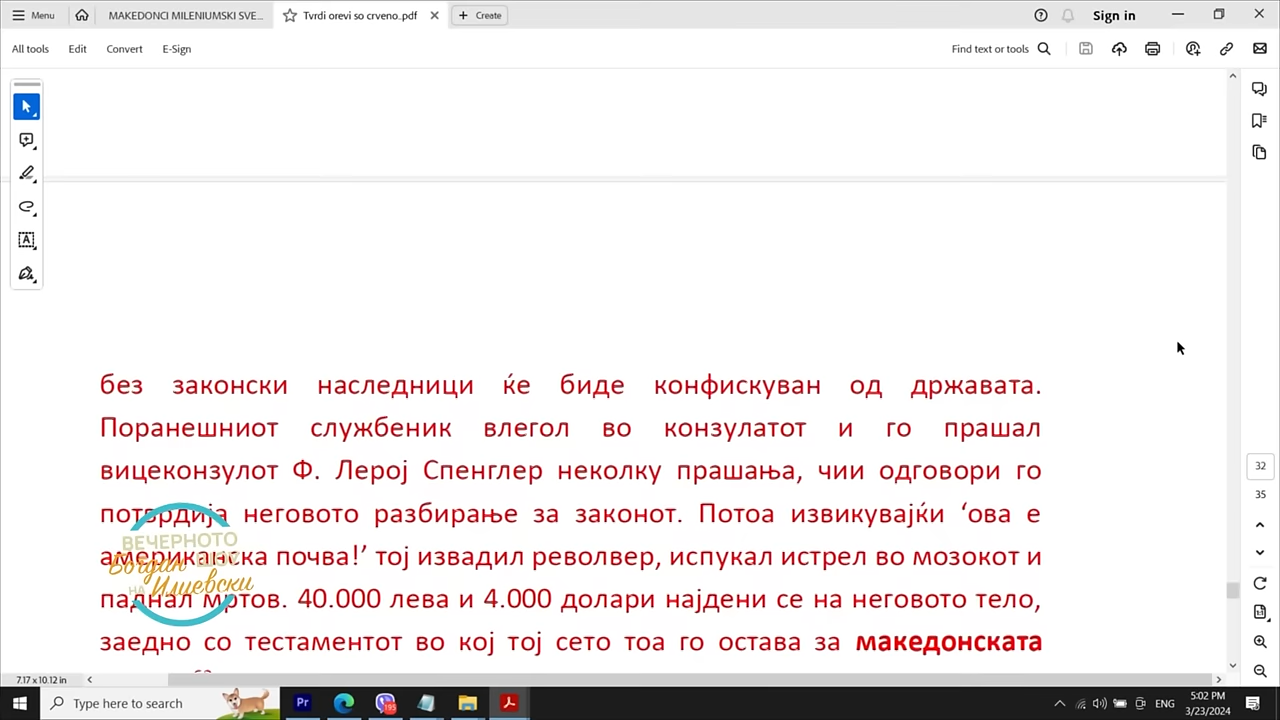 Menu
MAKEDONCI MILENIUMSKI SVE...
Tvrdi orevi so crveno..pdf
Create
Sign in
All tools
Edit
Convert
E-Sign
Find text or tools
без законски наследници ќе биде конфискуван од државата.
Поранешниот службеник влегол во конзулатот и го прашал
вицеконзулот Ф. Лерој Спенглер неколку прашања, чии одговори го
потврдија неговото разбирање за законот. Потоа извикувајќи ‘ова е
американска почва!’ тој извадил револвер, испукал истрел во мозокот и
паднал мртов. 40.000 лева и 4.000 долари најдени се на неговото тело,
заедно со тестаментот во кој тој сето тоа го остава за македонската
ВЕЧЕРНОТО
ШОУ
НА
Богдан
Илиевски
32
35
7.17 x 10.12 in
Type here to search
Pr
195
ENG
5:02 PM
3/23/2024